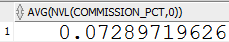 AVG(NVL(COMMISSION_PCT,0))
1 0.07289719626